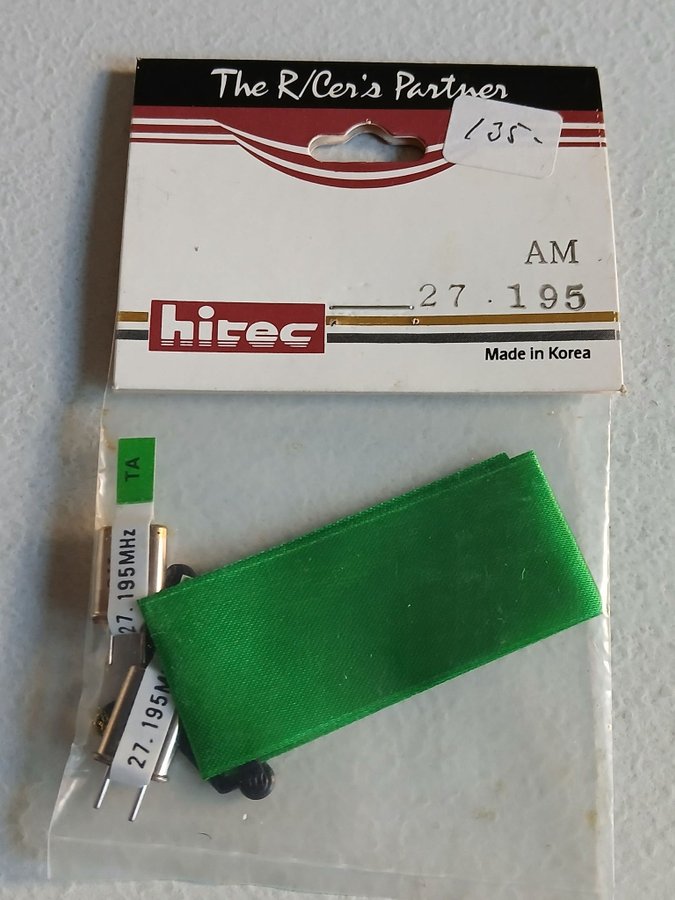 The R/Cer's Partner
135.-
AM
27.195
hitec
Made in Korea
TA
27.195MHz
27.195M